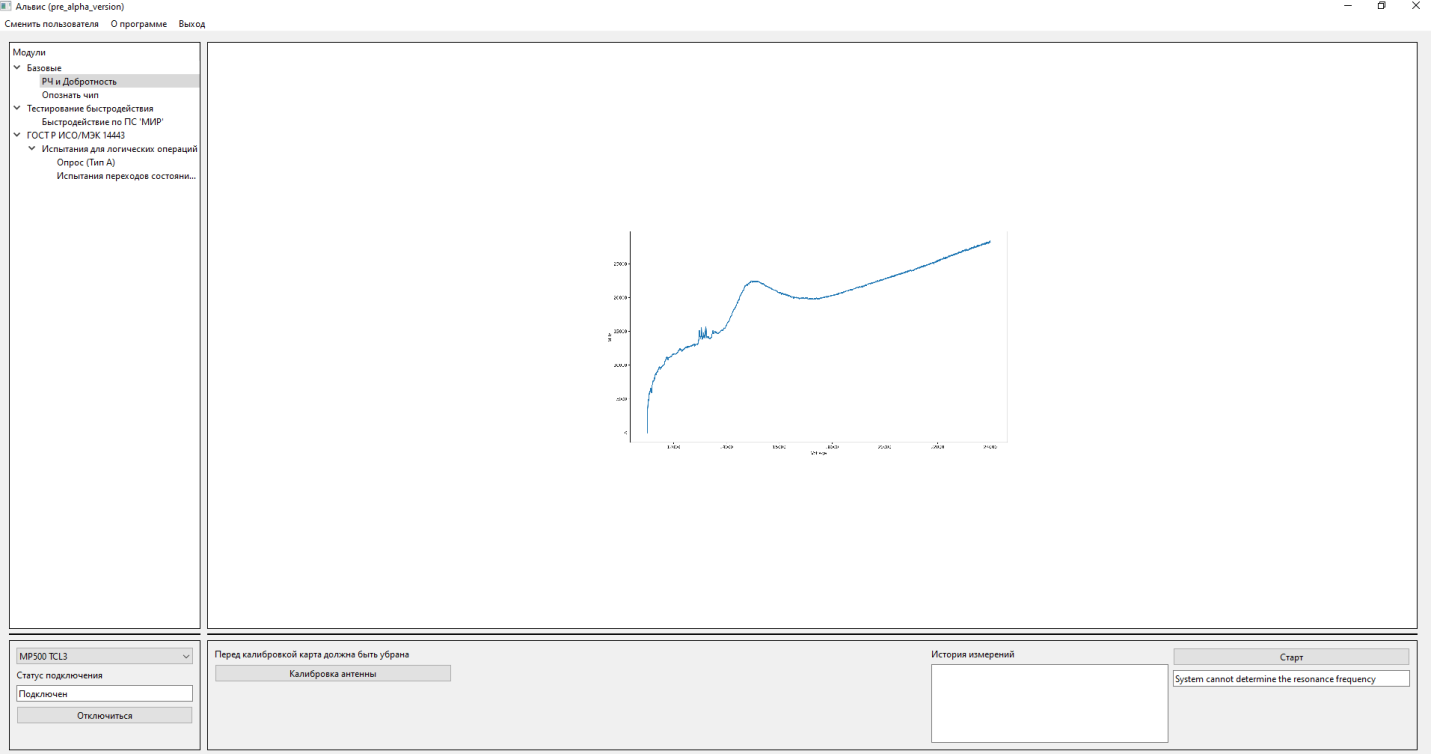 Альвис (pre_alpha_version)
Сменить пользователя О программе Выход
Модули
Базовые
РЧ и Добротность
Опознать чип
Тестирование быстродействия
Быстродействие по ПС 'МИР'
ГОСТ Р ИСО/МЭК 14443
Испытания для логических операций
Опрос (Тип А)
Испытания переходов состояни...
MP500 TCL3
Статус подключения
Подключен
Отключиться
Перед калибровкой карта должна быть убрана
Калибровка антенны
История измерений
Старт
System cannot determine the resonance frequency